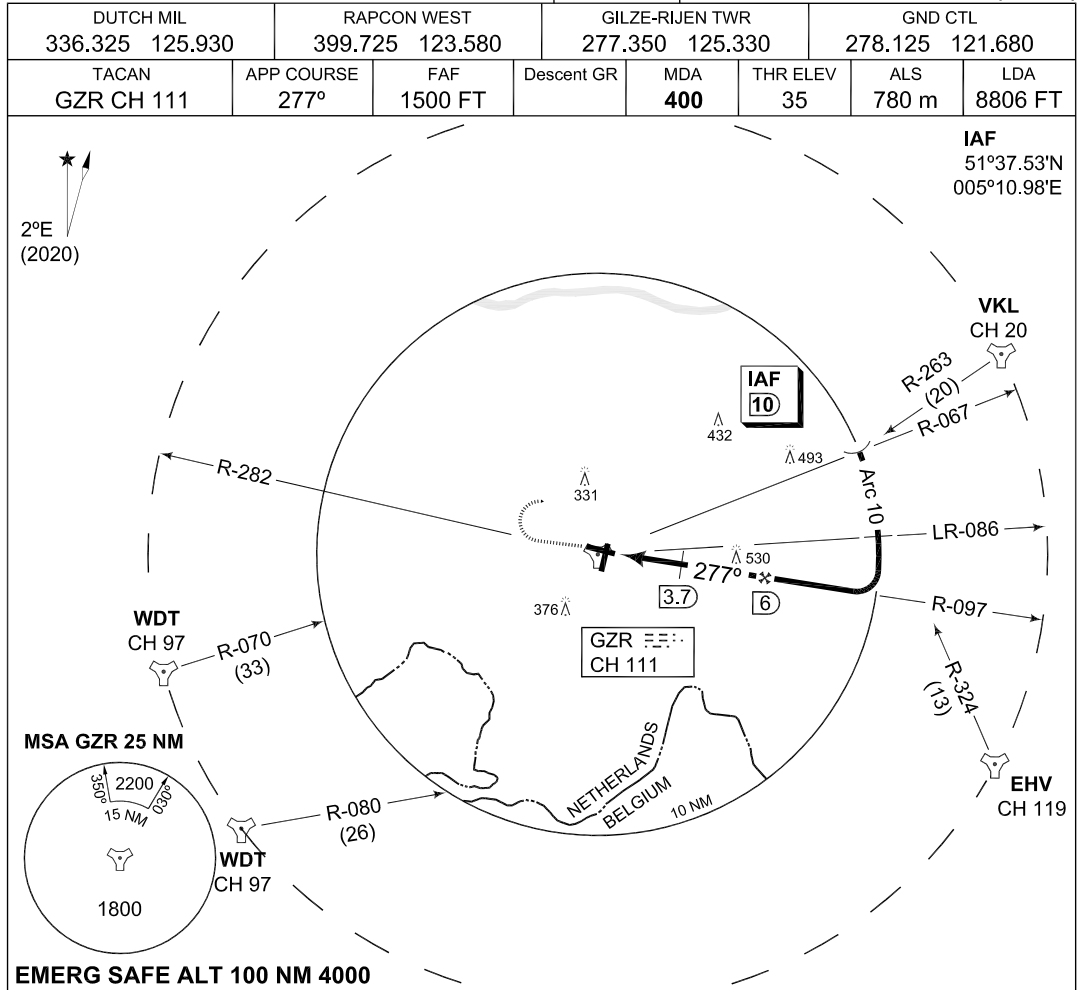 DUTCH MIL
336.325 125.930
RAPCON WEST
399.725 123.580
GILZE-RIJEN TWR
277.350 125.330
GND CTL
278.125 121.680
TACAN
GZR CH 111
APP COURSE
277º
FAF
1500 FT
Descent GR
MDA
400
THR ELEV
35
ALS
780 m
LDA
8806 FT
IAF
51º37.53'N
005º10.98'E
2ºE
(2020)
VKL
CH 20
R-263
(20)
R-067
IAF
10
432
493
331
Arc 10
R-282
LR-086
530
277º
3.7
6
376
R-097
GZR
CH 111
WDT
CH 97
R-070
(33)
R-324
(13)
MSA GZR 25 NM
350º
2200
030º
15 NM
1800
NETHERLANDS
BELGIUM
10 NM
EHV
CH 119
R-080
(26)
WDT
CH 97
EMERG SAFE ALT 100 NM 4000